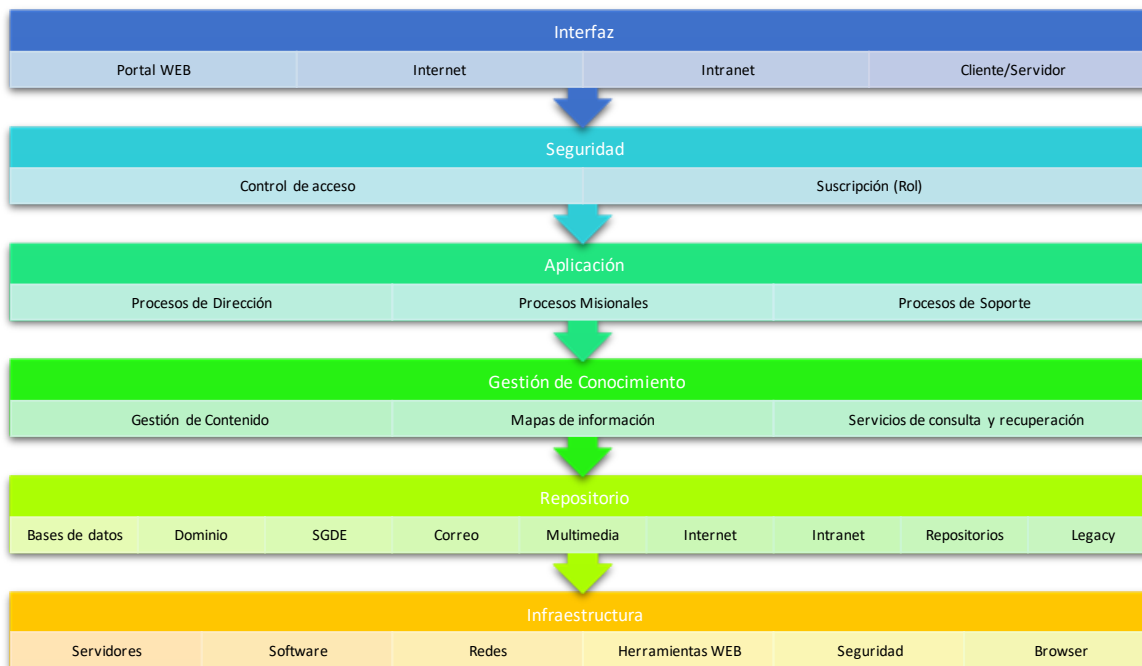 Interfaz
Portal WEB Internet Intranet Cliente/Servidor
Seguridad
Control de acceso Suscripción (Rol)
Aplicación
Procesos de Dirección Procesos Misionales Procesos de Soporte
Gestión de Conocimiento
Gestión de Contenido Mapas de información Servicios de consulta y recuperación
Repositorio
Bases de datos Dominio SGDE Correo Multimedia Internet Intranet Repositorios Legacy
Infraestructura
Servidores Software Redes Herramientas WEB Seguridad Browser